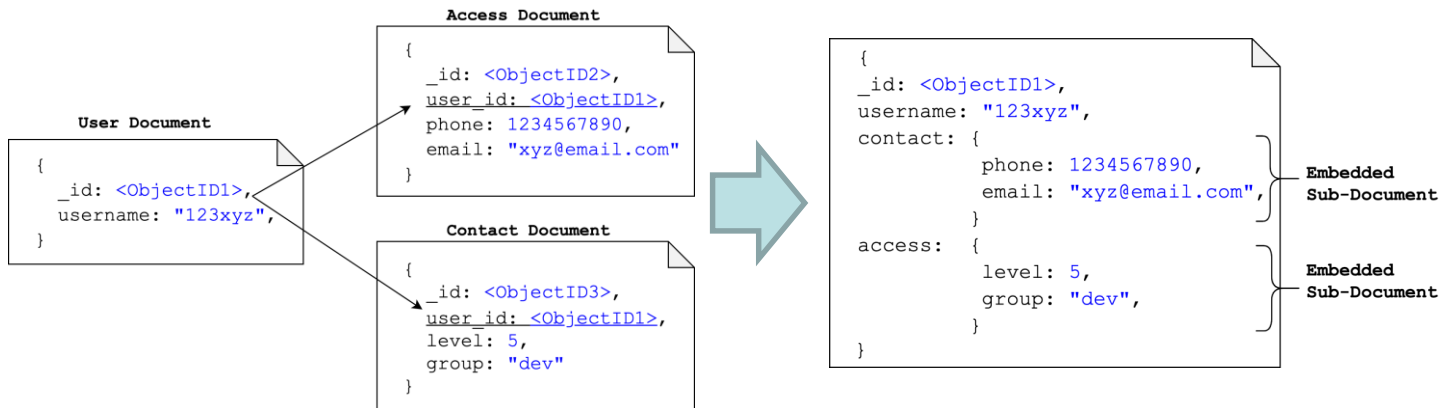 User Document
{
_id: <ObjectID1>,
username: "123xyz",
}
Access Document
{
_id: <ObjectID2>,
user_id: <ObjectID1>,
phone: 1234567890,
email: "xyz@email.com"
}
Contact Document
{
_id: <ObjectID3>,
user_id: <ObjectID1>,
level: 5,
group: "dev"
}
{
_id: <ObjectID1>,
username: "123xyz",
contact: {
phone: 1234567890,
email: "xyz@email.com",
}
access: {
level: 5,
group: "dev",
}
}
Embedded
Sub-Document
Embedded
Sub-Document